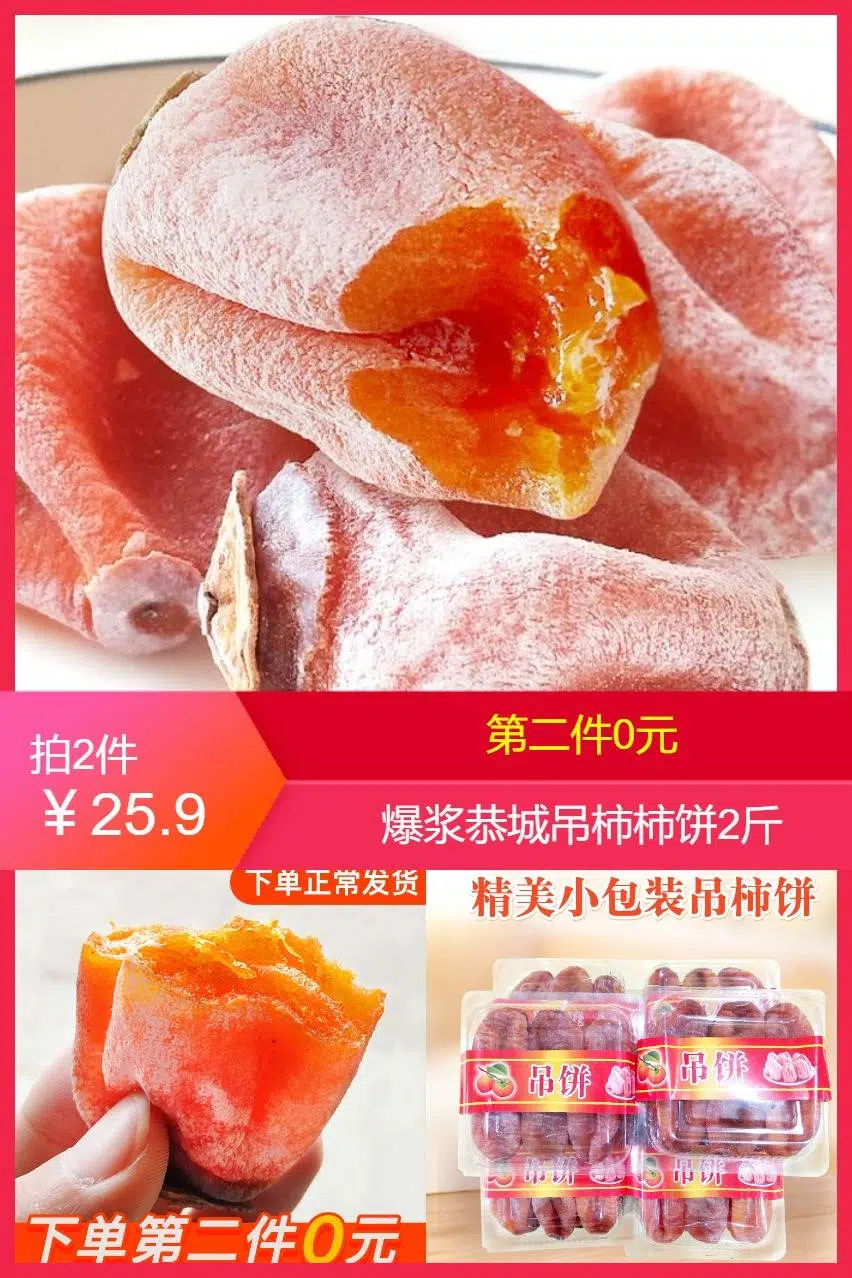 拍2件
￥25.9
第二件0元
爆浆恭城吊柿柿饼2斤
下单正常发货
下单第二件0元
精美小包装吊柿饼
吊饼
吊饼
吊饼
吊饼